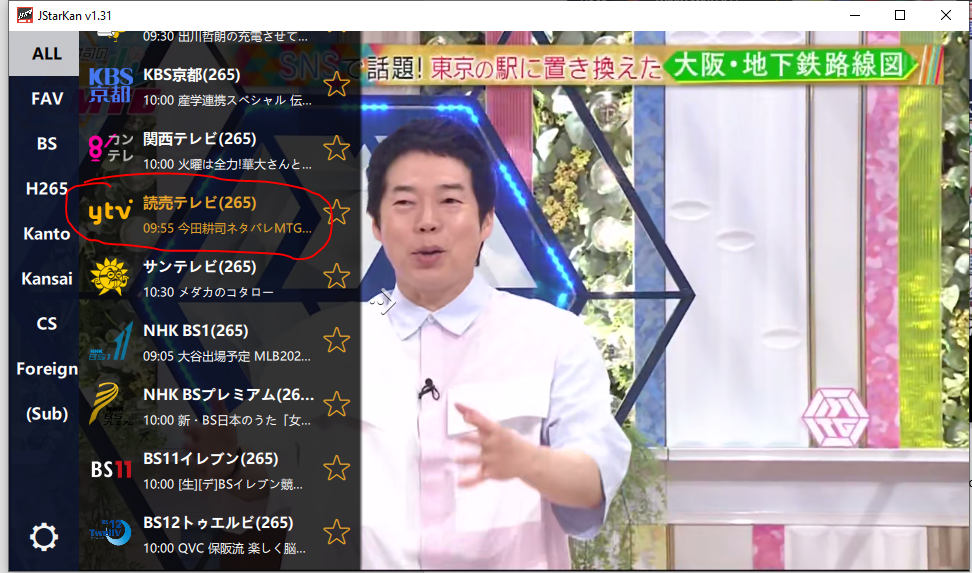 JStarKan v1.31
ALL
FAV
BS
H265
Kanto
Kansai
CS
Foreign
(Sub)
09:30 出川哲朗の充電させて...
KBS京都(265)
10:00 産学連携スペシャル 伝...
関西テレビ(265)
10:00 火曜は全力!華大さんと...
読売テレビ(265)
09:55 今田耕司ネタバレMTG...
サンテレビ(265)
10:30 メダカのコタロー
NHK BS1(265)
09:05 大谷出場予定 MLB202...
NHK BSプレミアム(26...
10:00 新・BS日本のうた「女...
BS11イレブン(265)
10:00 [生][デ]BSイレブン競...
BS12トゥエルビ(265)
10:00 QVC 保阪流 楽しく脳...
KBS
京都
8カン
テレ
ytv
BS11
SNSで話題!東京の駅に置き換えた
大阪・地下鉄路線図
MTG